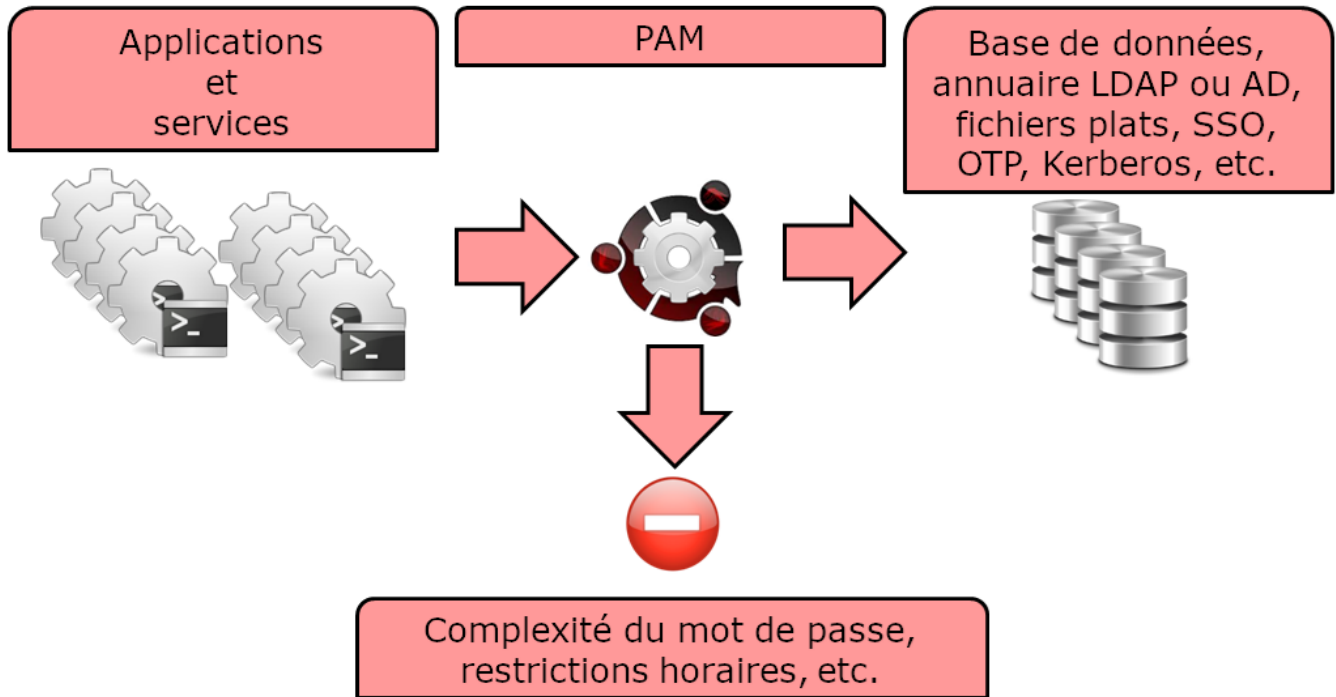 Applications
et
services
PAM
Base de données,
annuaire LDAP ou AD,
fichiers plats, SSO,
OTP, Kerberos, etc.
>_
>_
Complexité du mot de passe,
restrictions horaires, etc.